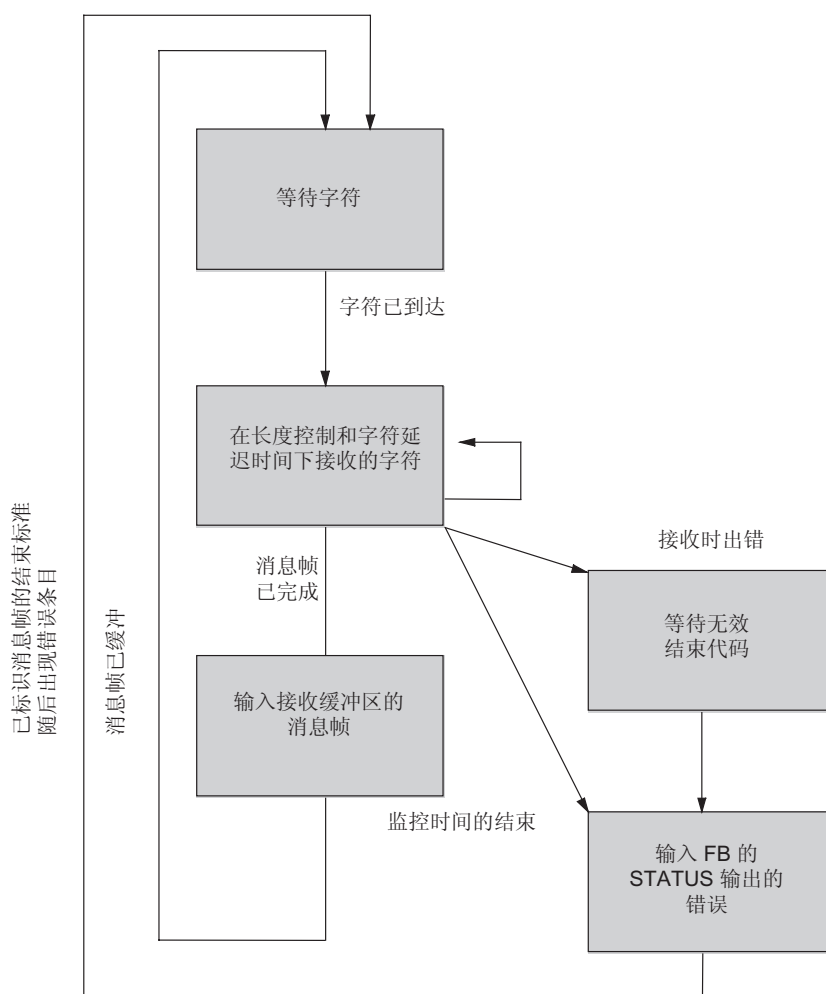 等待字符
字符已到达
在长度控制和字符延
迟时间下接收的字符
消息帧
已完成
接收时出错
等待无效
结束代码
输入接收缓冲区的
消息帧
监控时间的结束
输入 FB 的
STATUS 输出的
错误
已标识消息帧的结束标准
随后出现错误条目
消息帧已缓冲